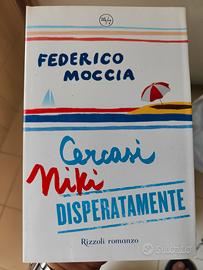 FEDERICO
MOCCIA
Cercasi
Niki
DISPERATAMENTE
Rizzoli romanzo